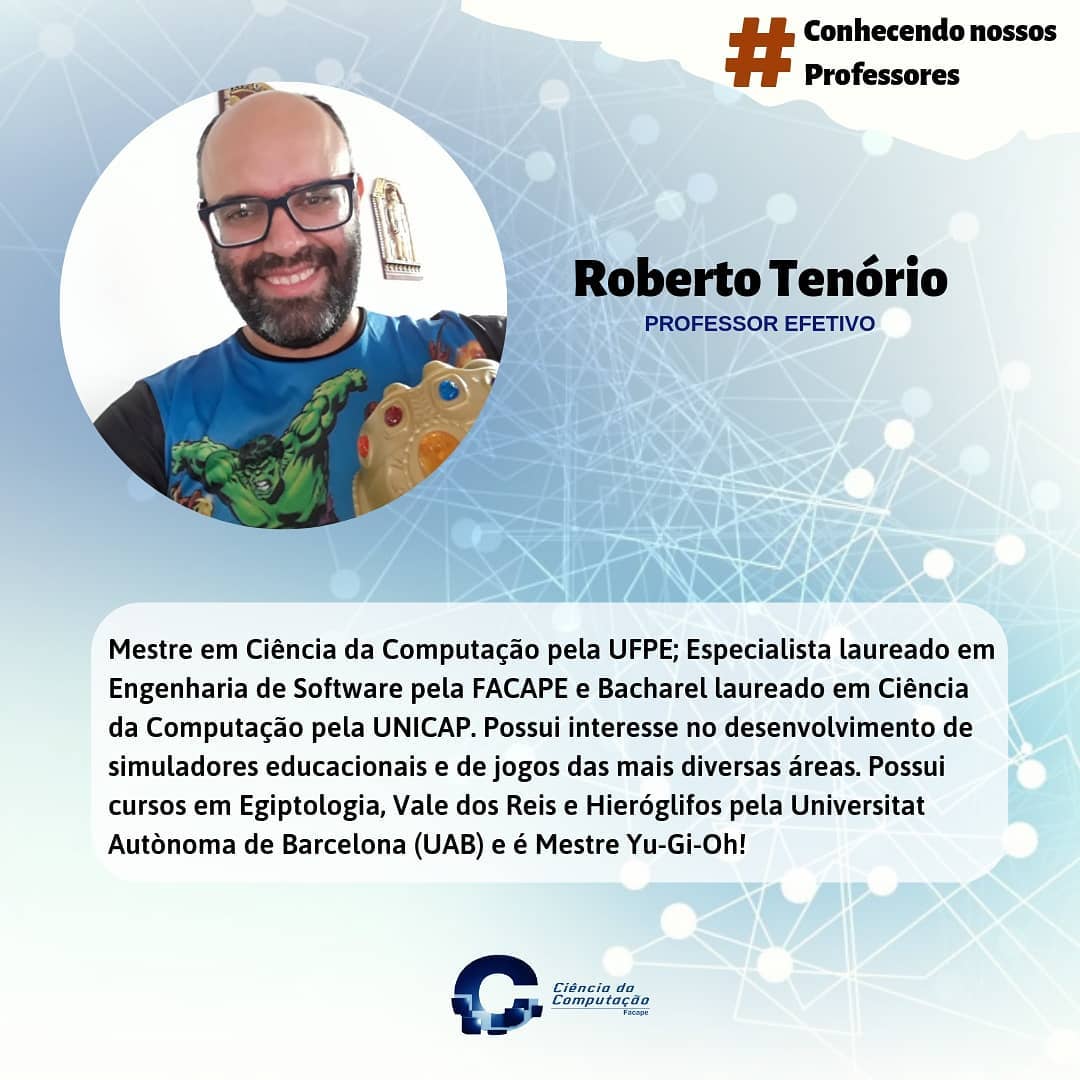 # Conhecendo nossos
Professores
Roberto Tenório
PROFESSOR EFETIVO
Mestre em Ciência da Computação pela UFPE; Especialista laureado em
Engenharia de Software pela FACAPE e Bacharel laureado em Ciência
da Computação pela UNICAP. Possui interesse no desenvolvimento de
simuladores educacionais e de jogos das mais diversas áreas. Possui
cursos em Egiptologia, Vale dos Reis e Hieróglifos pela Universitat
Autònoma de Barcelona (UAB) e é Mestre Yu-Gi-Oh!
Ciência da
Computação
Facape